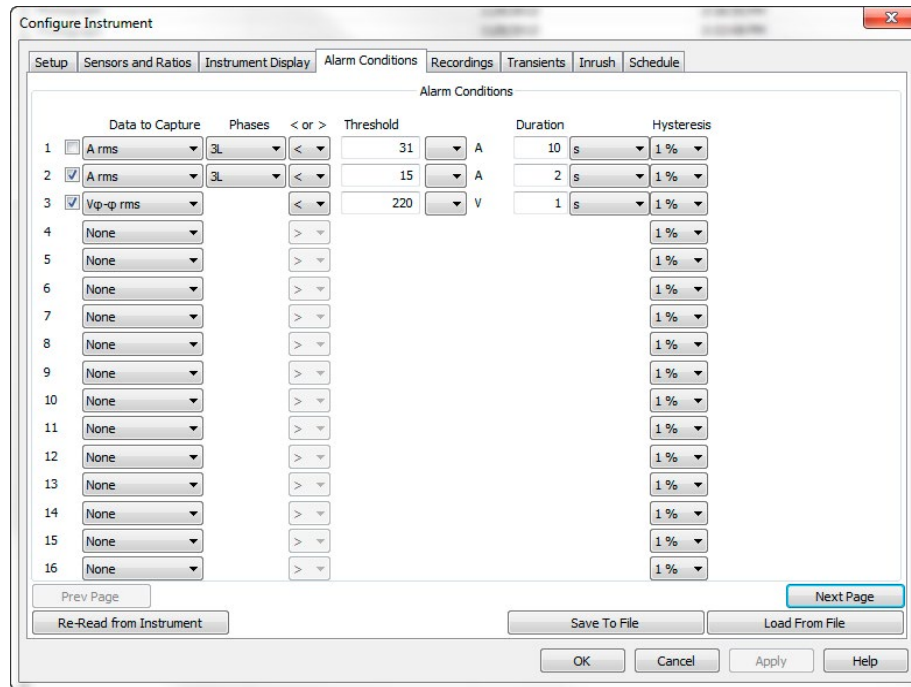 Configure Instrument
Setup Sensors and Ratios Instrument Display Alarm Conditions Recordings Transients Inrush Schedule
Alarm Conditions
Data to Capture Phases < or > Threshold Duration Hysteresis
1 A rms 3L < 31 A 10 s 1 %
2 A rms 3L < 15 A 2 s 1 %
3 Vφ-φ rms < 220 V 1 s 1 %
4 None > 1 %
5 None > 1 %
6 None > 1 %
7 None > 1 %
8 None > 1 %
9 None > 1 %
10 None > 1 %
11 None > 1 %
12 None > 1 %
13 None > 1 %
14 None > 1 %
15 None > 1 %
16 None > 1 %
Prev Page Next Page
Re-Read from Instrument Save To File Load From File
OK Cancel Apply Help